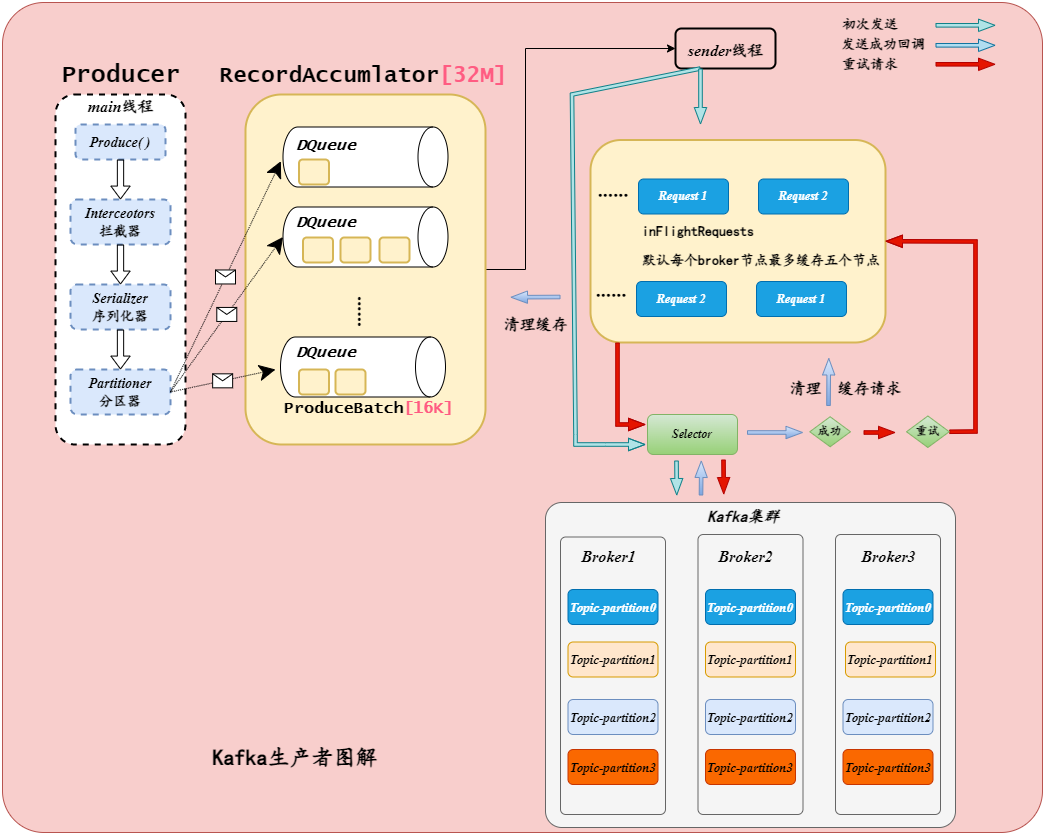 初次发送
发送成功回调
重试请求
sender线程
Producer
RecordAccumlator[32M]
main线程
Produce()
Interceotors
拦截器
Serializer
序列化器
Partitioner
分区器
DQueue
DQueue
DQueue
ProduceBatch[16K]
清理缓存
......
Request 1
Request 2
inFlightRequests
默认每个broker节点最多缓存五个节点
......
Request 2
Request 1
清理 缓存请求
Selector
成功
重试
Kafka集群
Broker1
Broker2
Broker3
Topic-partition0
Topic-partition0
Topic-partition0
Topic-partition1
Topic-partition1
Topic-partition1
Topic-partition2
Topic-partition2
Topic-partition2
Topic-partition3
Topic-partition3
Topic-partition3
Kafka生产者图解